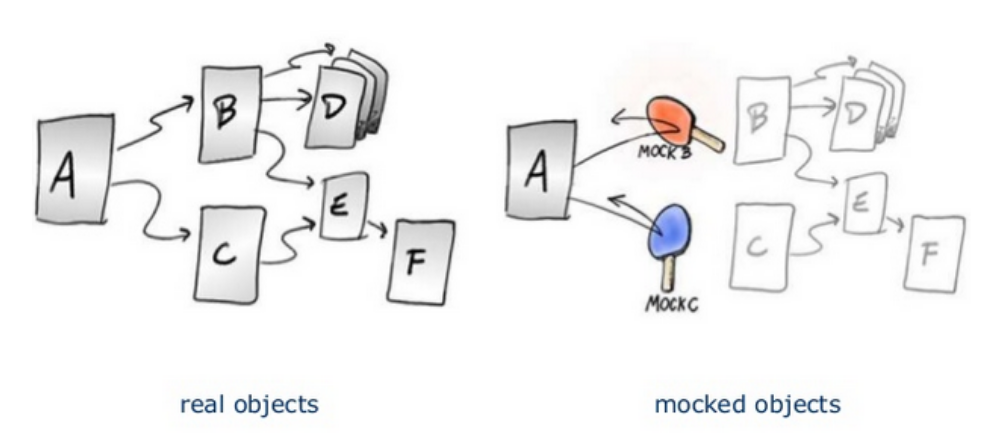 A
B
D
C
E
F
real objects
A
MOCK B
MOCK C
B
D
C
E
F
mocked objects